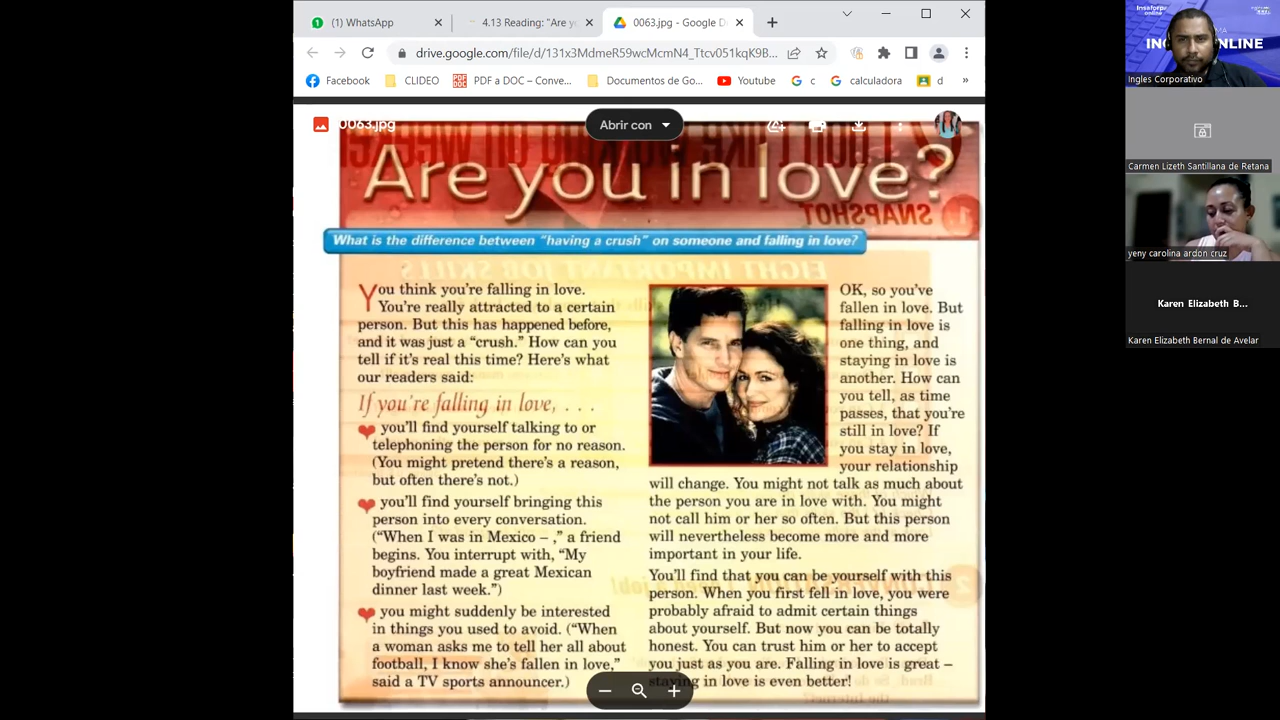 (1) WhatsApp
4.13 Reading: "Are yo
0063.jpg - Google D
drive.google.com/file/d/131x3MdmeR59wcMcmN4_Ttcv051kqK9B...
Facebook
CLIDEO
PDF a DOC – Conve...
Documentos de Go...
Youtube
c
calculadora
d
»
0063.jpg
Abrir con
Are you in love?
SNAPSHOT
What is the difference between "having a crush" on someone and falling in love?
You think you're falling in love.
You're really attracted to a certain
person. But this has happened before,
and it was just a "crush." How can you
tell if it's real this time? Here's what
our readers said:
If you're falling in love, . . .
you'll find yourself talking to or
telephoning the person for no reason.
(You might pretend there's a reason,
but often there's not.)
you'll find yourself bringing this
person into every conversation.
("When I was in Mexico – ," a friend
begins. You interrupt with, "My
boyfriend made a great Mexican
dinner last week.")
you might suddenly be interested
in things you used to avoid. ("When
a woman asks me to tell her all about
football, I know she's fallen in love,"
said a TV sports announcer.)
OK, so you've
fallen in love. But
falling in love is
one thing, and
staying in love is
another. How can
you tell, as time
passes, that you're
still in love? If
you stay in love,
your relationship
will change. You might not talk as much about
the person you are in love with. You might
not call him or her so often. But this person
will nevertheless become more and more
important in your life.
You'll find that you can be yourself with this
person. When you first fell in love, you were
probably afraid to admit certain things
about yourself. But now you can be totally
honest. You can trust him or her to accept
you just as you are. Falling in love is great –
staying in love is even better!
Ingles Corporativo
Carmen Lizeth Santillana de Retana
yeny carolina ardon cruz
Karen Elizabeth B...
Karen Elizabeth Bernal de Avelar